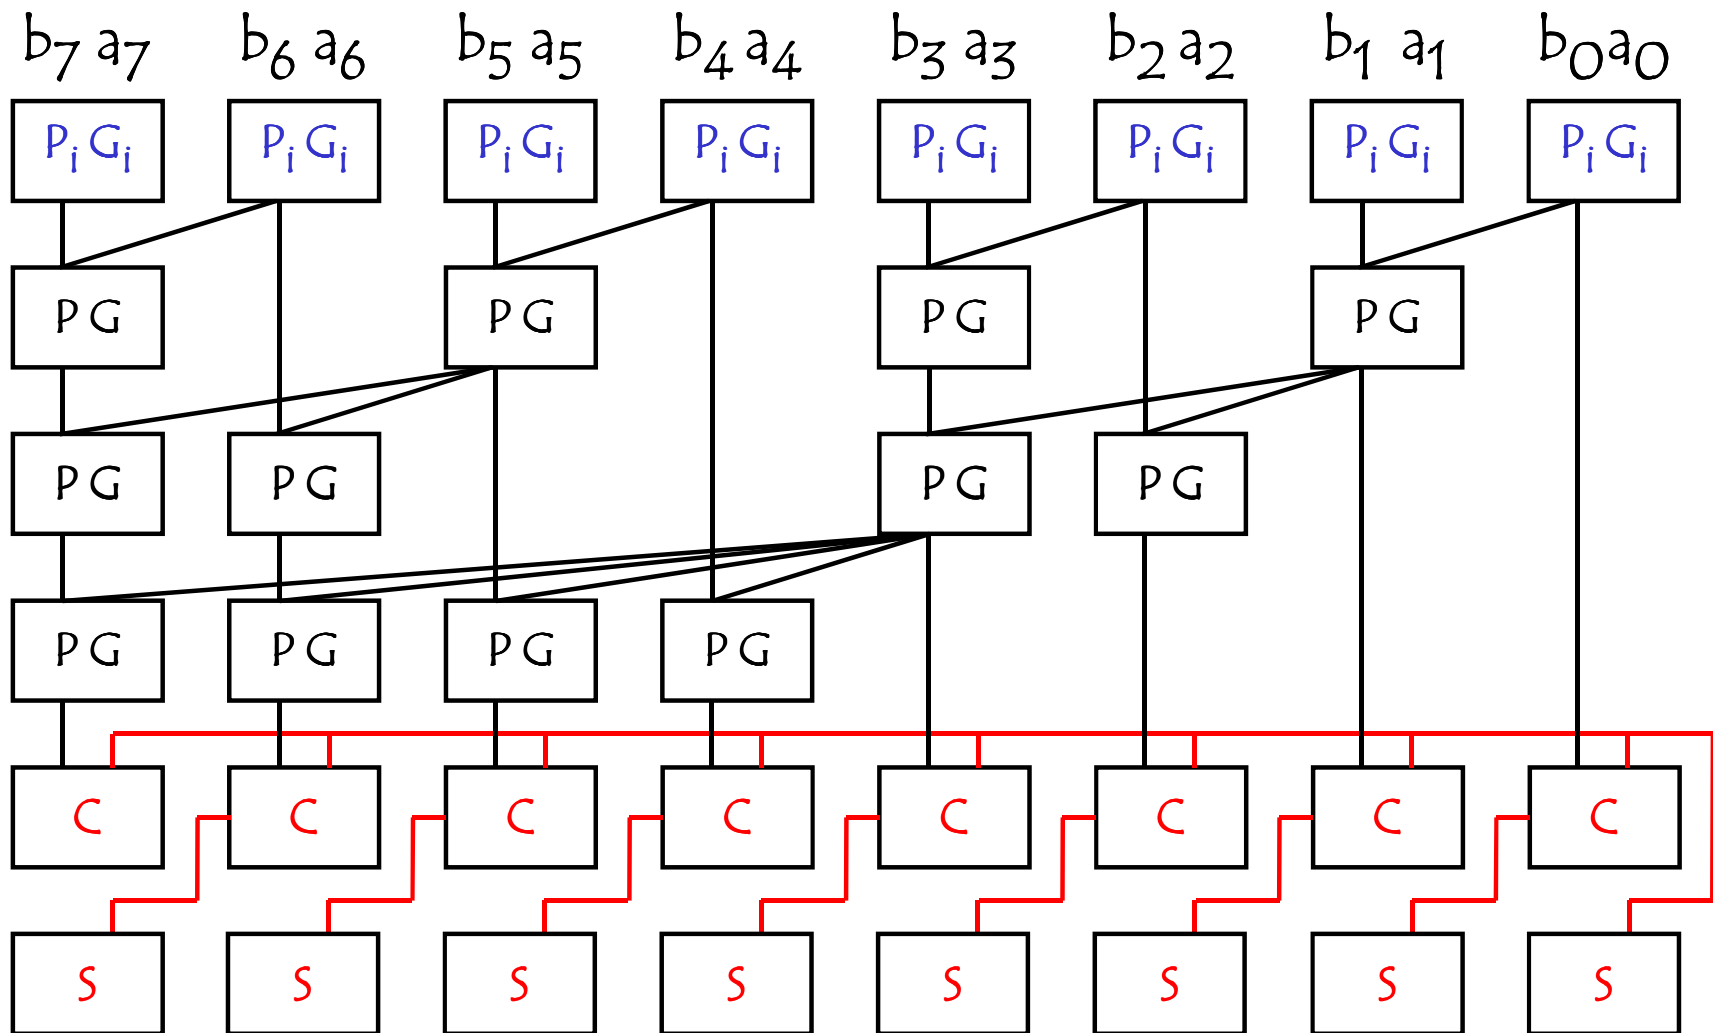 b7 a7 b6 a6 b5 a5 b4 a4 b3 a3 b2 a2 b1 a1 b0 a0
Pi Gi Pi Gi Pi Gi Pi Gi Pi Gi Pi Gi Pi Gi Pi Gi
P G P G P G P G
P G P G P G P G
P G P G P G P G
C C C C C C C C
S S S S S S S S